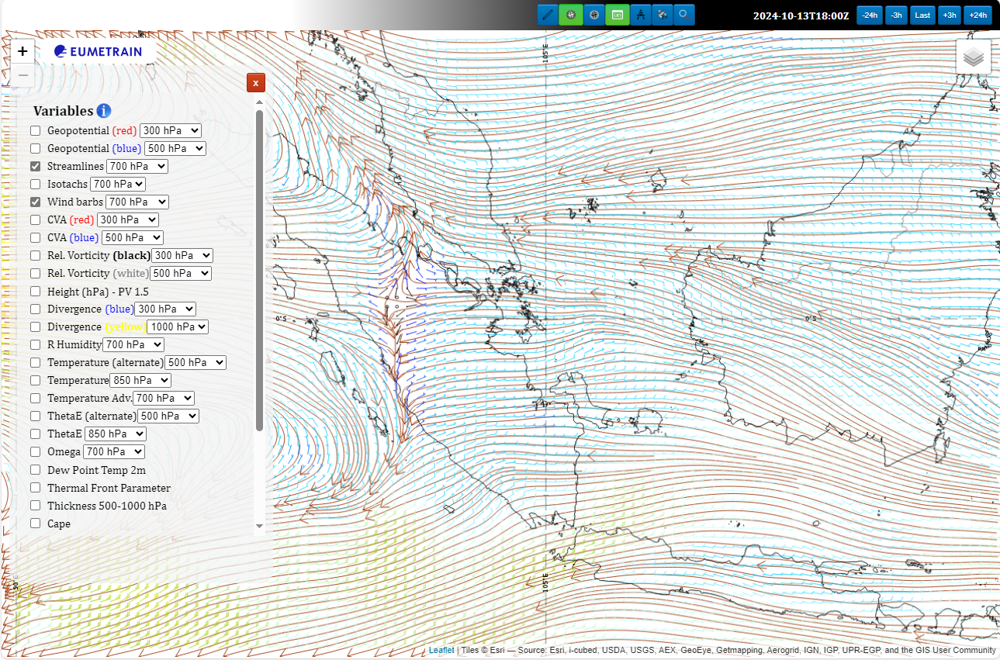 2024-10-13T18:00Z -24h -3h Last +3h +24h
+
EUMETRAIN
−
x
105°E
Variables i
Geopotential (red) 300 hPa
Geopotential (blue) 500 hPa
Streamlines 700 hPa
Isotachs 700 hPa
Wind barbs 700 hPa
CVA (red) 300 hPa
CVA (blue) 500 hPa
Rel. Vorticity (black) 300 hPa
Rel. Vorticity (white) 500 hPa
Height (hPa) - PV 1.5
Divergence (blue) 300 hPa
Divergence (yellow) 1000 hPa
R Humidity 700 hPa
Temperature (alternate) 500 hPa
Temperature 850 hPa
Temperature Adv. 700 hPa
ThetaE (alternate) 500 hPa
ThetaE 850 hPa
Omega 700 hPa
Dew Point Temp 2m
Thermal Front Parameter
Thickness 500-1000 hPa
Cape
0°S
0°S
90°E
105°E
Leaflet | Tiles © Esri — Source: Esri, i-cubed, USDA, USGS, AEX, GeoEye, Getmapping, Aerogrid, IGN, IGP, UPR-EGP, and the GIS User Community